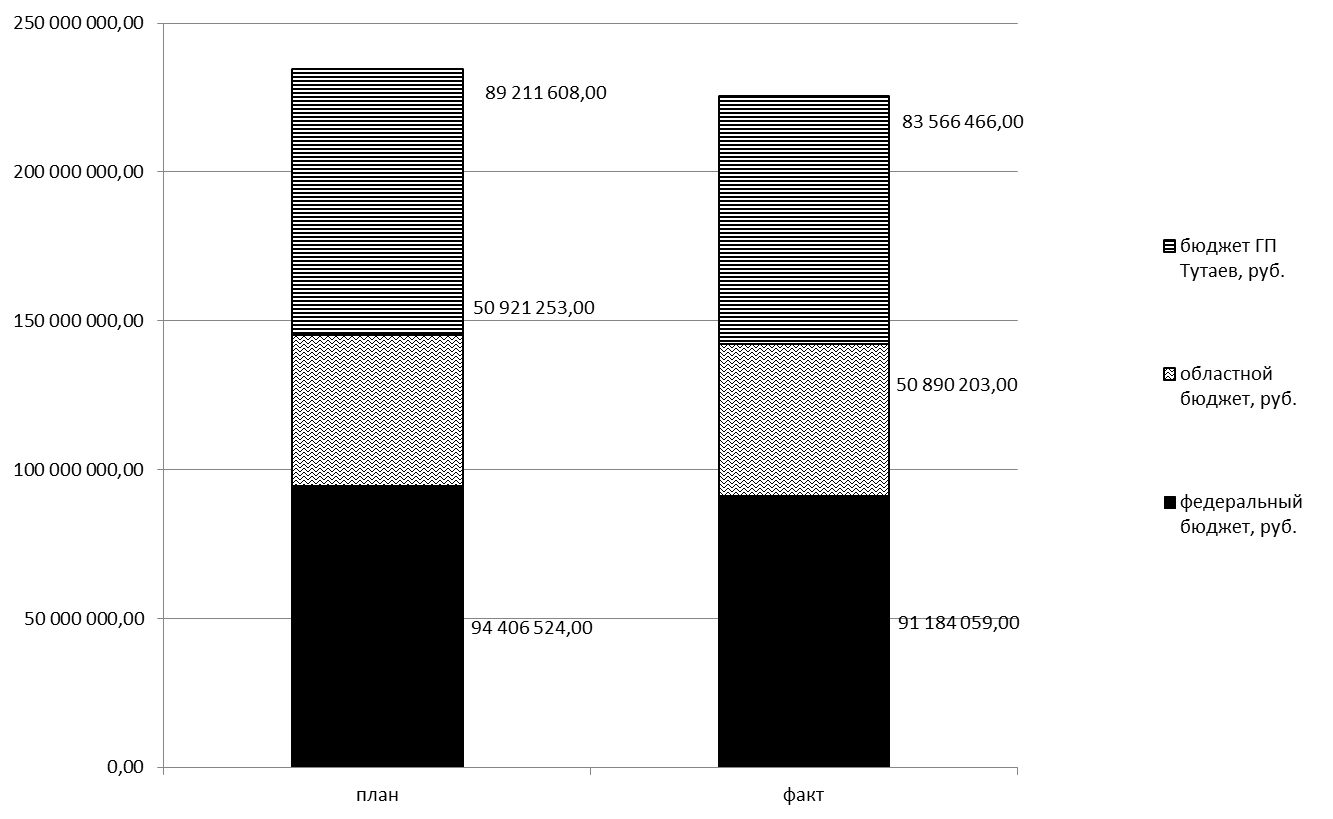 250 000 000,00
200 000 000,00
150 000 000,00
100 000 000,00
50 000 000,00
0,00
89 211 608,00
50 921 253,00
94 406 524,00
83 566 466,00
50 890 203,00
91 184 059,00
план
факт
бюджет ГП
Тутаев, руб.
областной
бюджет, руб.
федеральный
бюджет, руб.